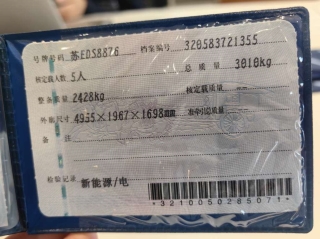 号牌号码 苏EDS8876 档案编号 320583721355
核定载人数 5人 总质量 3010kg
整备质量 2428kg 核定载质量 --
外廓尺寸 4955×1967×1698mm 准牵引总质量 --
备注
检验记录 新能源/电
*3210050285071*